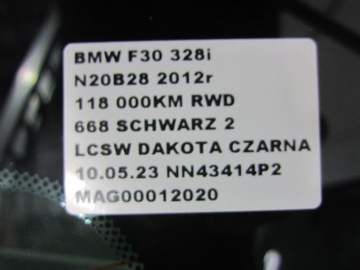 BMW F30 328i
N20B28 2012r
118 000KM RWD
668 SCHWARZ 2
LCSW DAKOTA CZARNA
10.05.23 NN43414P2
MAG00012020